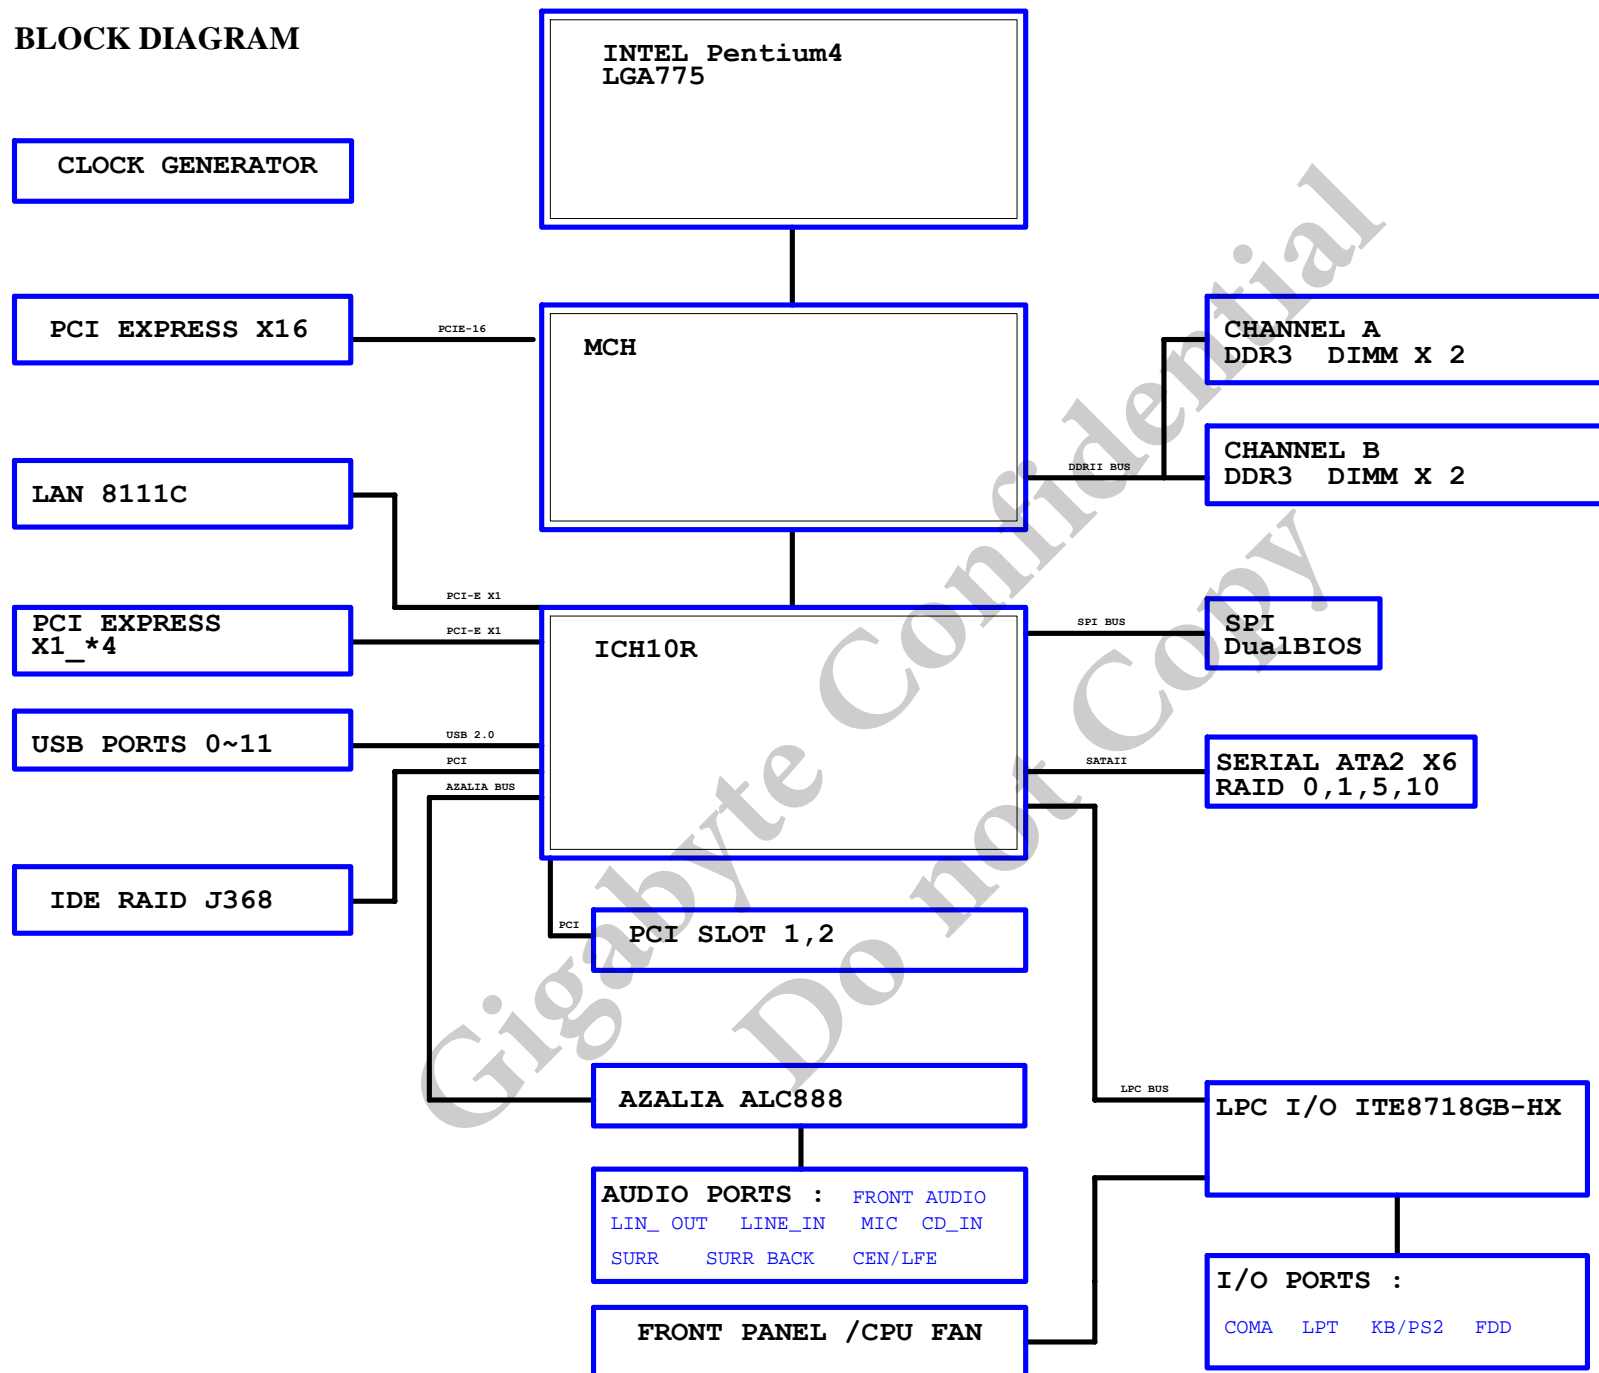 BLOCK DIAGRAM
INTEL Pentium4
LGA775
CLOCK GENERATOR
PCI EXPRESS X16
PCIE-16
MCH
CHANNEL A
DDR3 DIMM X 2
CHANNEL B
DDR3 DIMM X 2
DDRII BUS
LAN 8111C
PCI-E X1
PCI EXPRESS
X1_*4
PCI-E X1
ICH10R
SPI BUS
SPI
DualBIOS
USB PORTS 0~11
USB 2.0
PCI
AZALIA BUS
SATAII
SERIAL ATA2 X6
RAID 0,1,5,10
IDE RAID J368
PCI
PCI SLOT 1,2
AZALIA ALC888
LPC BUS
LPC I/O ITE8718GB-HX
AUDIO PORTS : FRONT AUDIO
LIN_ OUT LINE_IN MIC CD_IN
SURR SURR BACK CEN/LFE
I/O PORTS :
COMA LPT KB/PS2 FDD
FRONT PANEL /CPU FAN
Gigabyte Confidential
Do not Copy